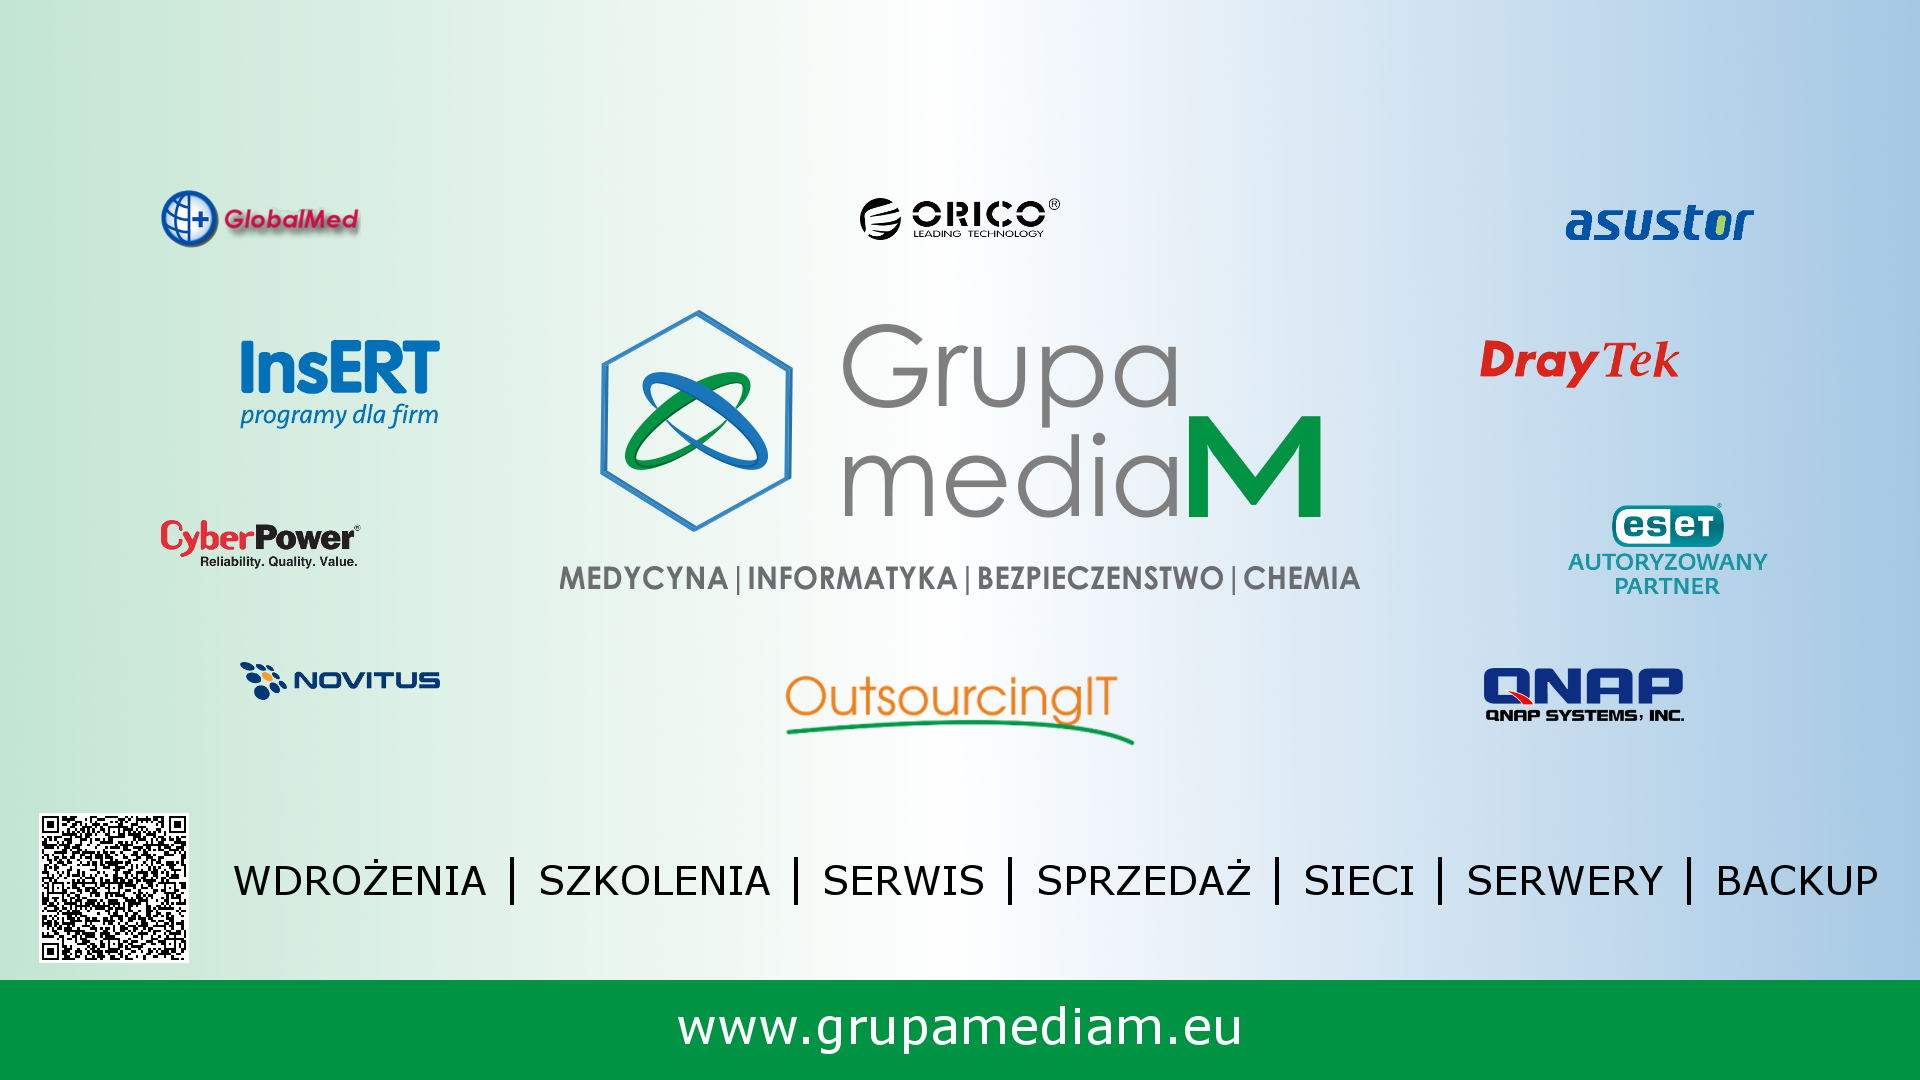 GlobalMed
ORICO®
LEADING TECHNOLOGY
asustor
InsERT
programy dla firm
Grupa
mediaM
DrayTek
CyberPower®
Reliability. Quality. Value.
eset®
AUTORYZOWANY
PARTNER
MEDYCYNA|INFORMATYKA|BEZPIECZENSTWO|CHEMIA
NOVITUS
OutsourcingIT
QNAP
QNAP SYSTEMS, INC.
WDROŻENIA | SZKOLENIA | SERWIS | SPRZEDAŻ | SIECI | SERWERY | BACKUP
www.grupamediam.eu